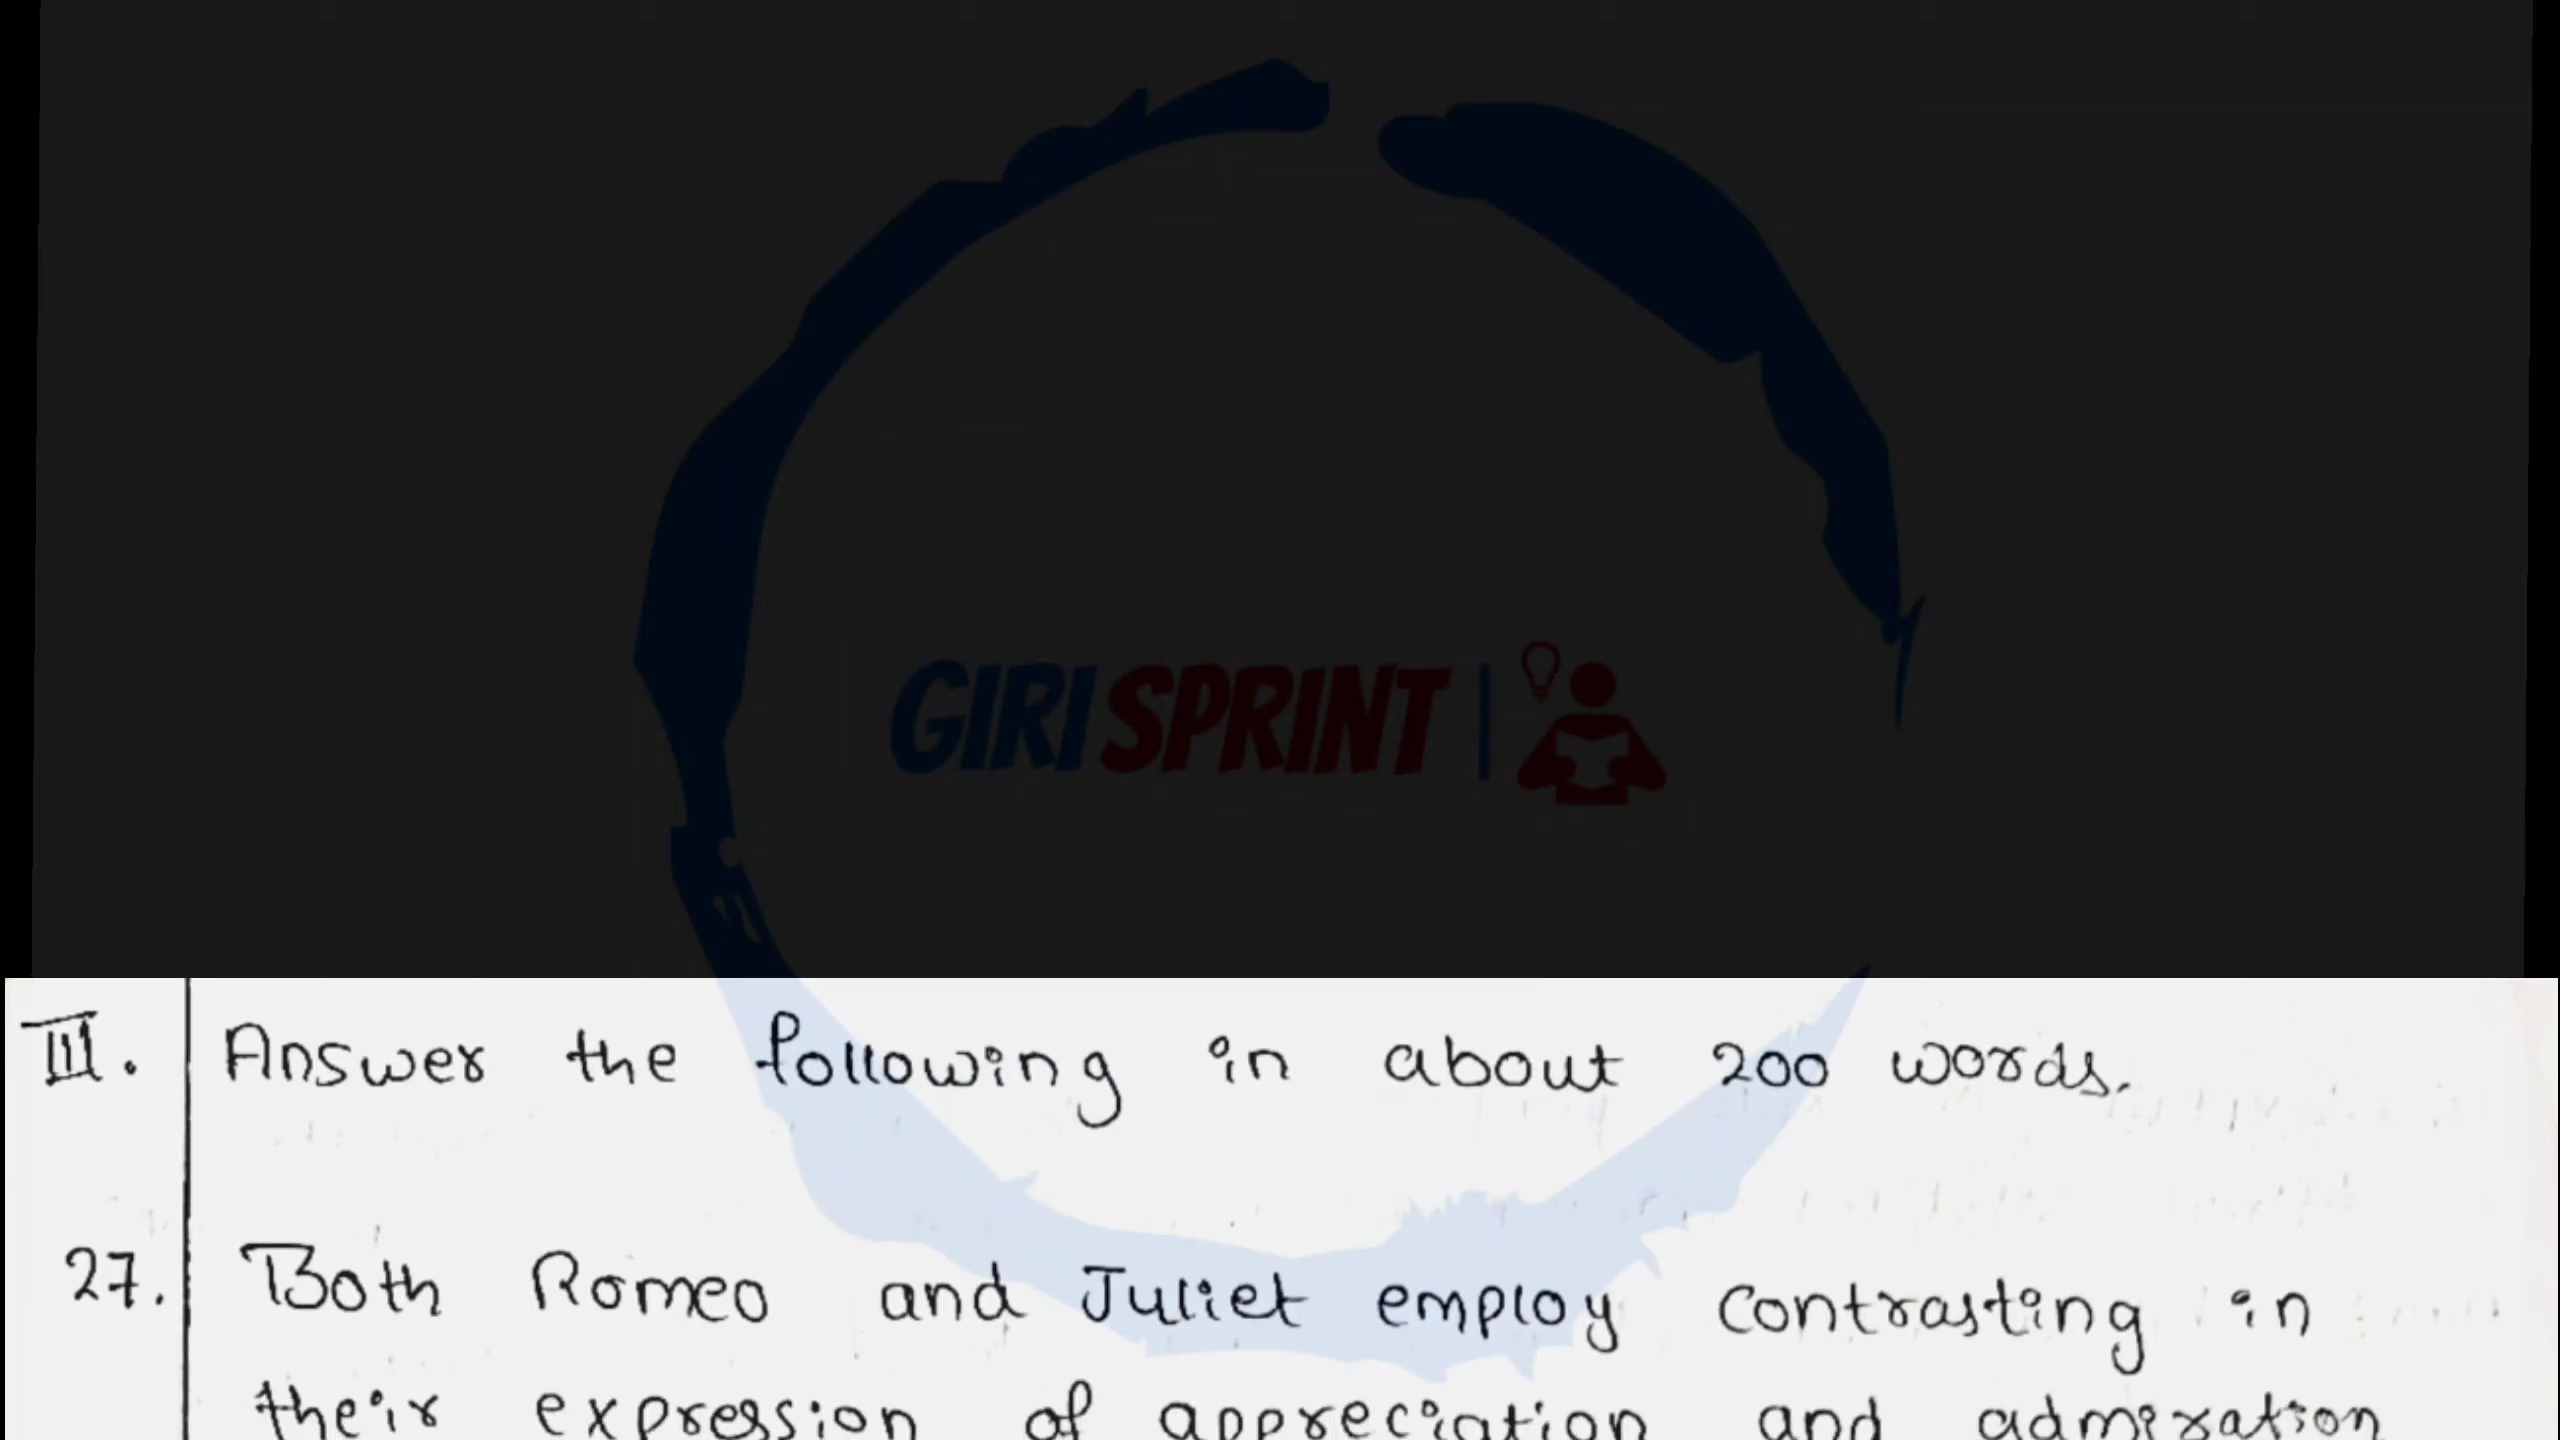 GIRI SPRINT
III. Answer the following in about 200 words.
27. Both Romeo and Juliet employ contrasting in
their expression of appreciation and admiration